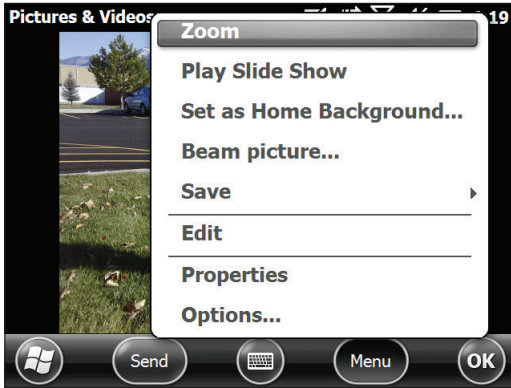 Pictures & Videos
19
Zoom
Play Slide Show
Set as Home Background...
Beam picture...
Save
Edit
Properties
Options...
Send
Menu
OK